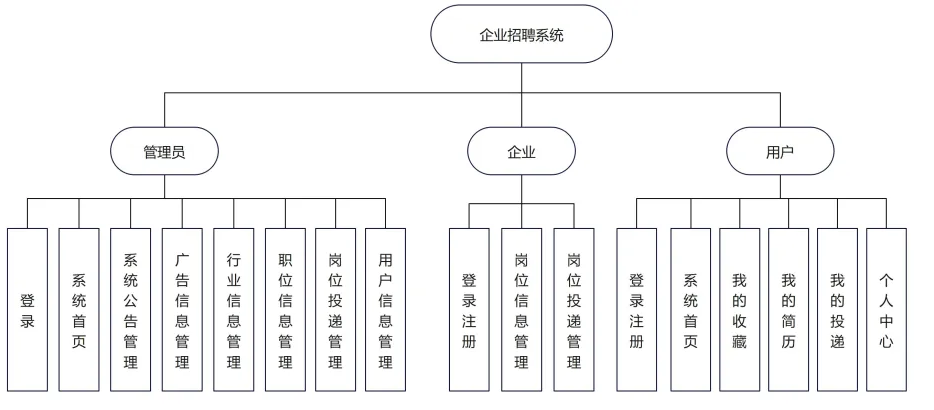 企业招聘系统
管理员
企业
用户
登录
系统首页
系统公告管理
广告信息管理
行业信息管理
职位信息管理
岗位投递管理
用户信息管理
登录注册
岗位信息管理
岗位投递管理
登录注册
系统首页
我的收藏
我的简历
我的投递
个人中心